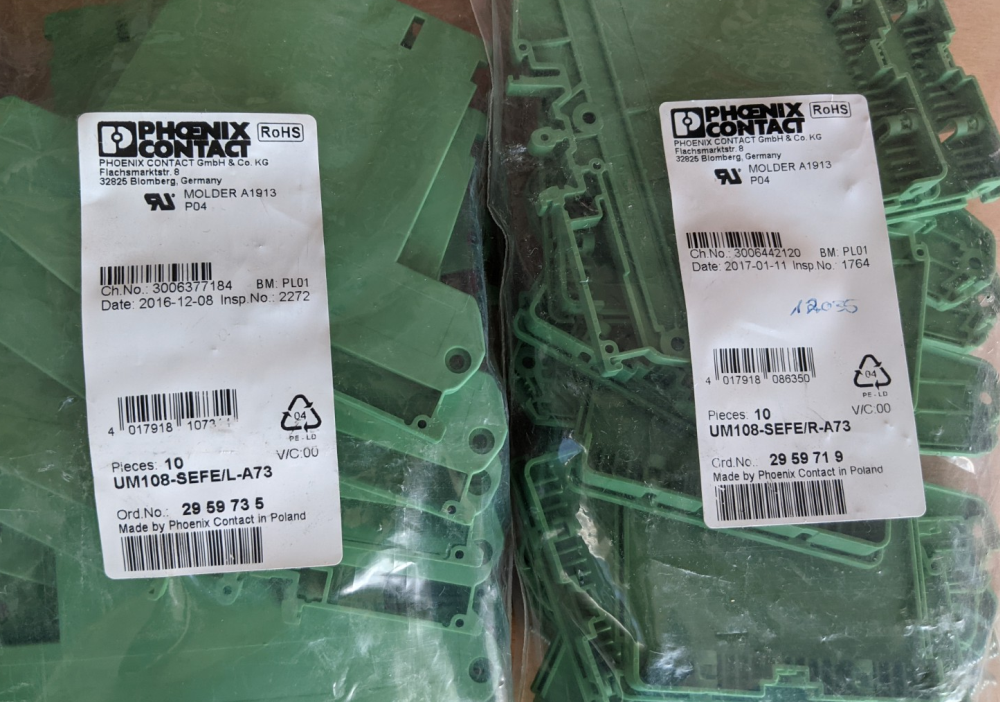 PHOENIX
CONTACT
RoHS
PHOENIX CONTACT GmbH & Co. KG
Flachsmarktstr. 8
32825 Blomberg, Germany
MOLDER A1913
P04
Ch.No.: 3006377184 BM: PL01
Date: 2016-12-08 Insp.No.: 2272
4 017918
04
PE-LD
V/C:00
Pieces: 10
UM108-SEFE/L-A73
Ord.No.: 29 59 73 5
Made by Phoenix Contact in Poland
PHOENIX
CONTACT
RoHS
PHOENIX CONTACT GmbH & Co. KG
Flachsmarktstr. 8
32825 Blomberg, Germany
MOLDER A1913
P04
Ch.No.: 3006442120 BM: PL01
Date: 2017-01-11 Insp.No.: 1764
4 017918 086350
04
PE-LD
V/C:00
Pieces: 10
UM108-SEFE/R-A73
Ord.No.: 29 59 71 9
Made by Phoenix Contact in Poland